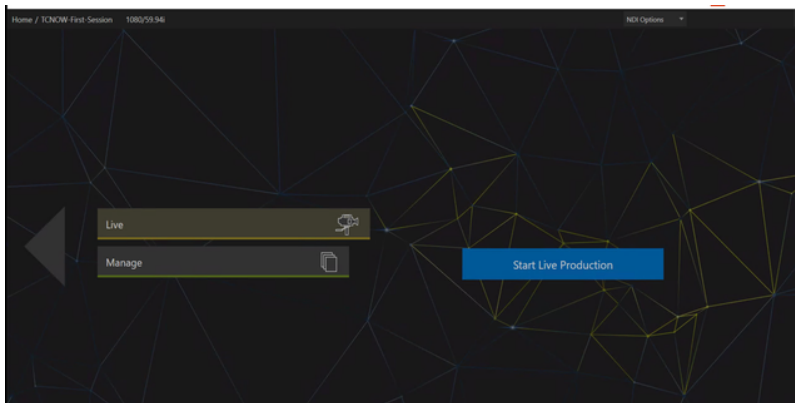 Home / TCNOW-First-Session 1080/59.94i NDI Options
Live
Manage
Start Live Production